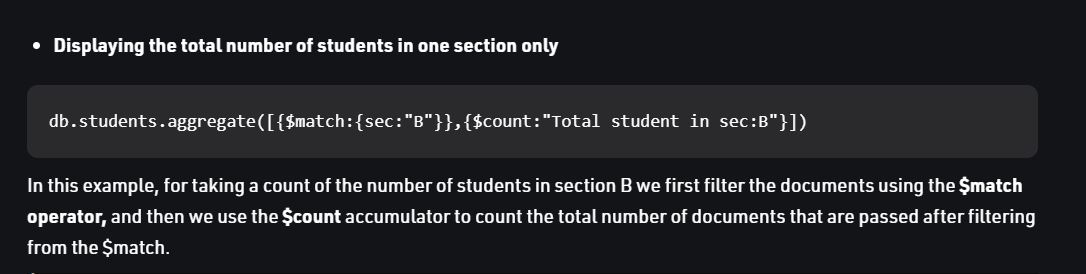 • Displaying the total number of students in one section only
db.students.aggregate([{$match:{sec:"B"}},{$count:"Total student in sec:B"}])
In this example, for taking a count of the number of students in section B we first filter the documents using the $match
operator, and then we use the $count accumulator to count the total number of documents that are passed after filtering
from the $match.